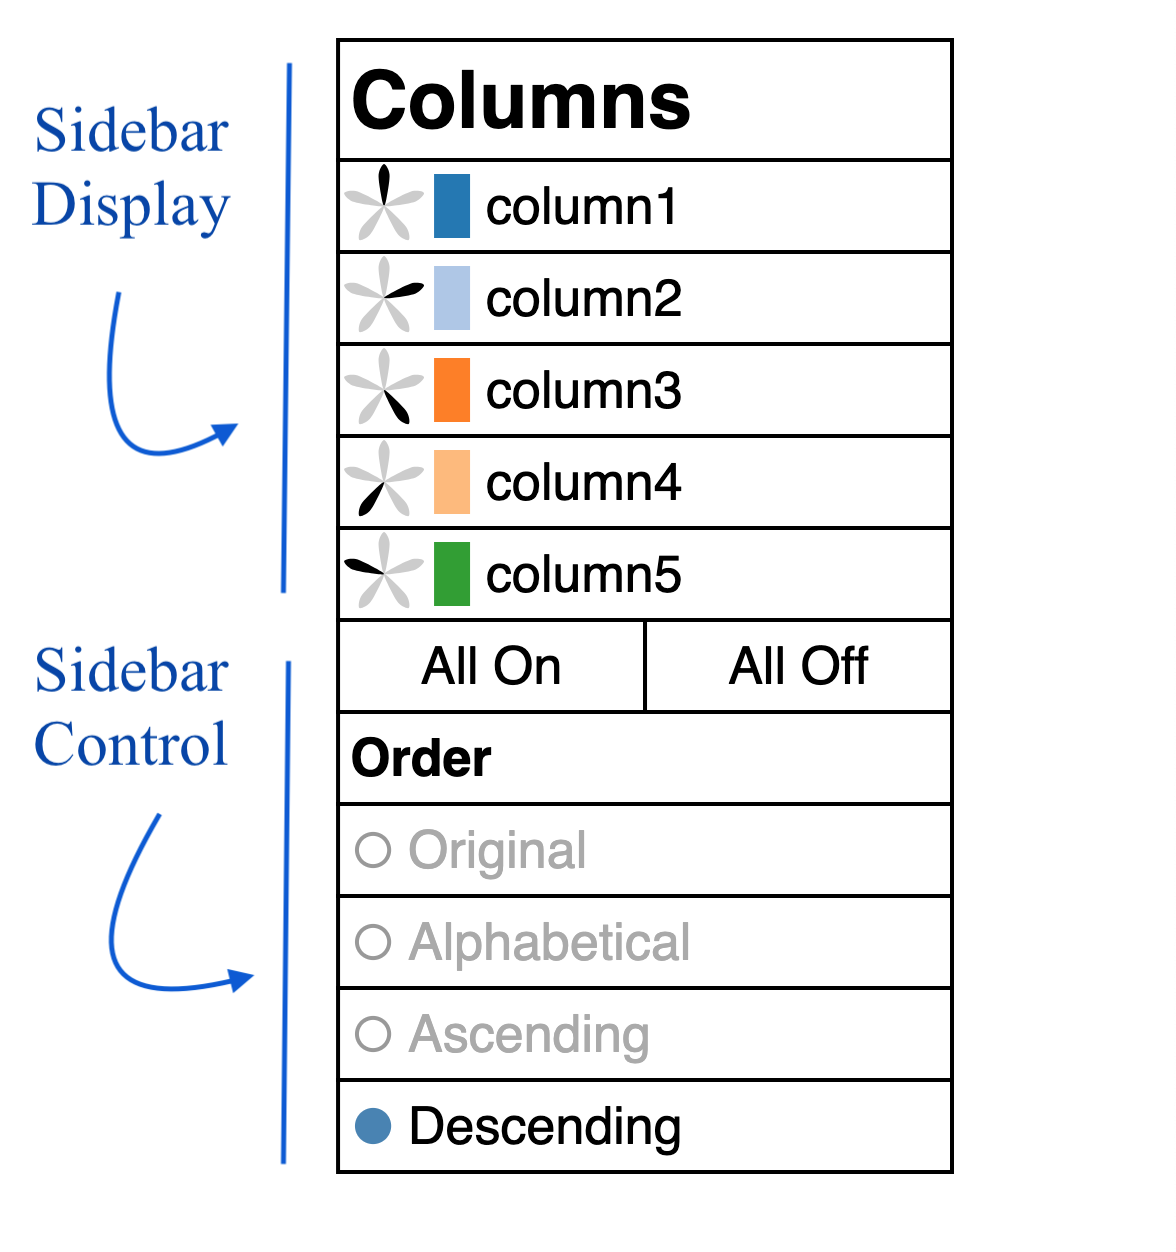 Sidebar
Display
Columns
column1
column2
column3
column4
column5
Sidebar
Control
All On
All Off
Order
Original
Alphabetical
Ascending
Descending